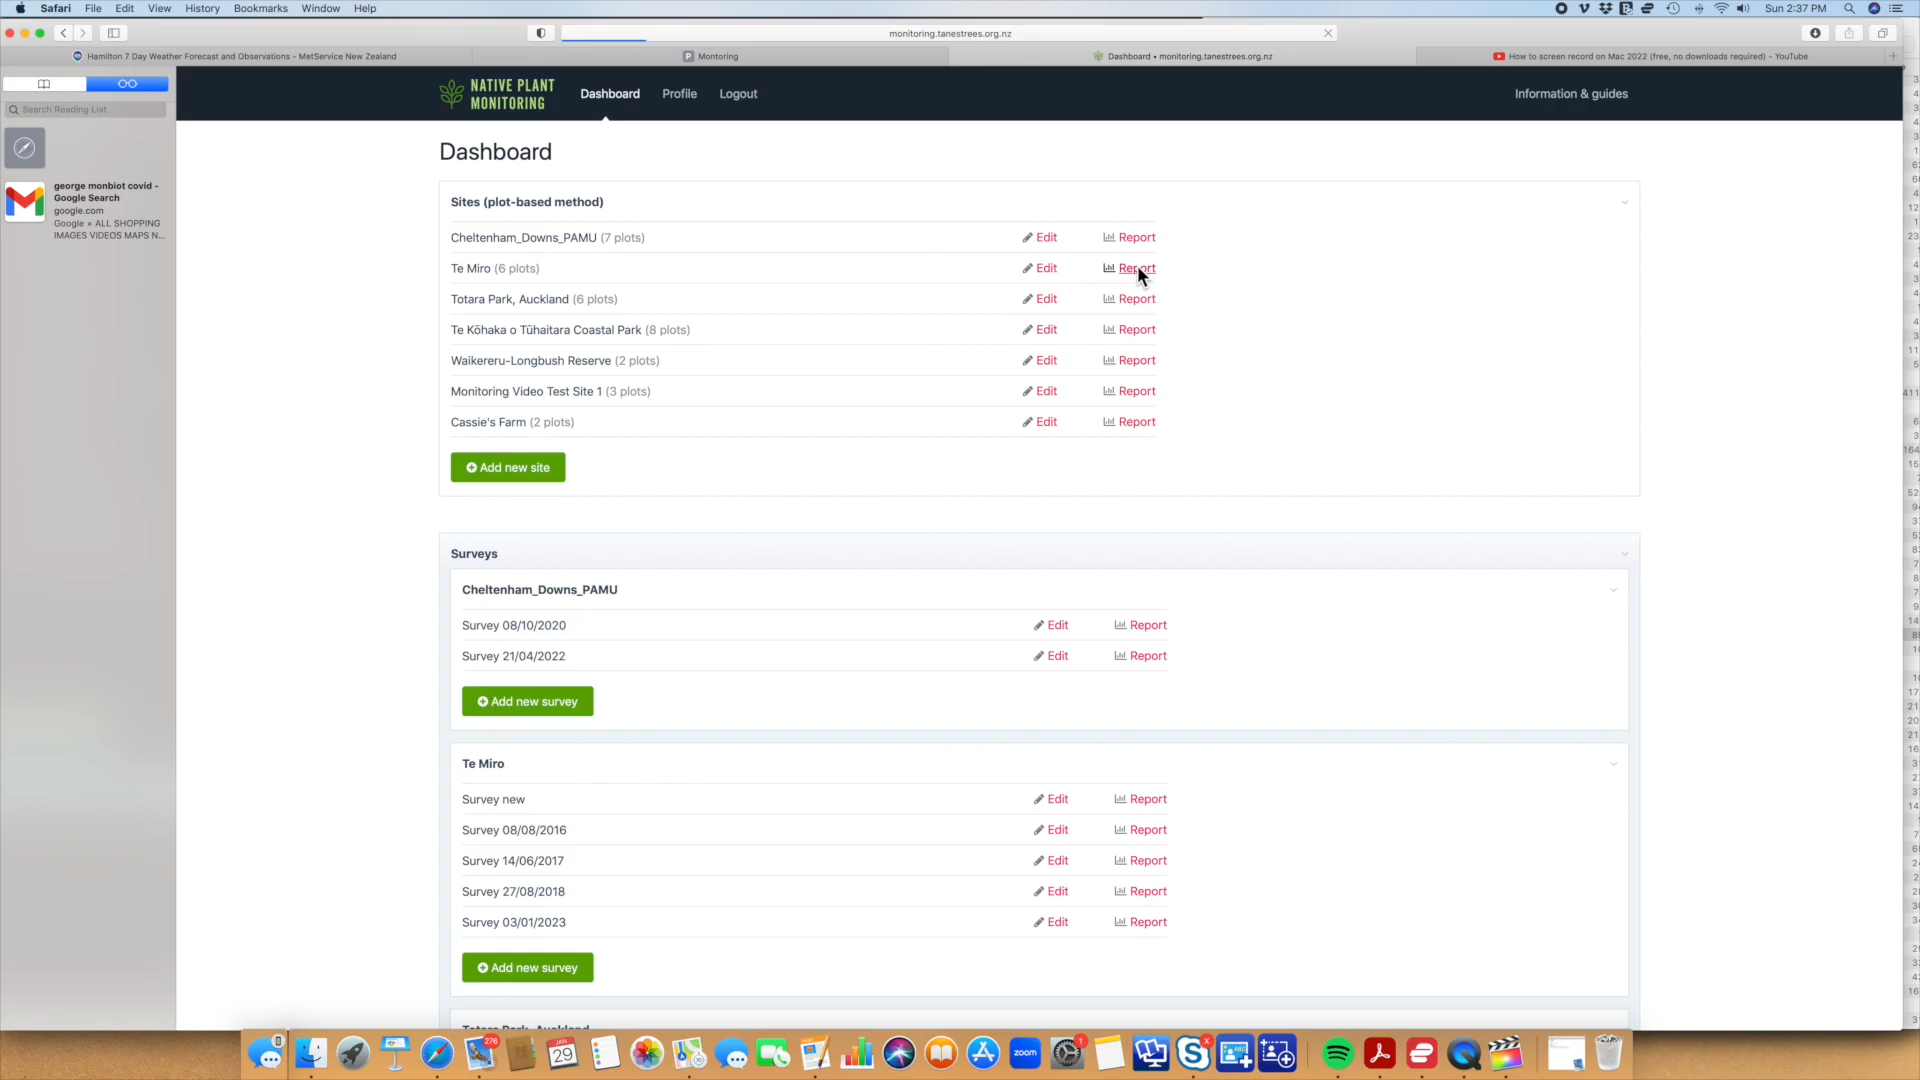 Safari File Edit View History Bookmarks Window Help Sun 2:37 PM
monitoring.tanestrees.org.nz
Hamilton 7 Day Weather Forecast and Observations - MetService New Zealand
Montoring
Dashboard • monitoring.tanestrees.org.nz
How to screen record on Mac 2022 (free, no downloads required) - YouTube
Search Reading List
george monbiot covid -
Google Search
google.com
Google × ALL SHOPPING
IMAGES VIDEOS MAPS N...
NATIVE PLANT
MONITORING
Dashboard Profile Logout Information & guides
Dashboard
Sites (plot-based method)
Cheltenham_Downs_PAMU (7 plots) Edit Report
Te Miro (6 plots) Edit Report
Totara Park, Auckland (6 plots) Edit Report
Te Kōhaka o Tūhaitara Coastal Park (8 plots) Edit Report
Waikereru-Longbush Reserve (2 plots) Edit Report
Monitoring Video Test Site 1 (3 plots) Edit Report
Cassie's Farm (2 plots) Edit Report
Add new site
Surveys
Cheltenham_Downs_PAMU
Survey 08/10/2020 Edit Report
Survey 21/04/2022 Edit Report
Add new survey
Te Miro
Survey new Edit Report
Survey 08/08/2016 Edit Report
Survey 14/06/2017 Edit Report
Survey 27/08/2018 Edit Report
Survey 03/01/2023 Edit Report
Add new survey
Totara Park, Auckland
276
JAN
29
zoom
1